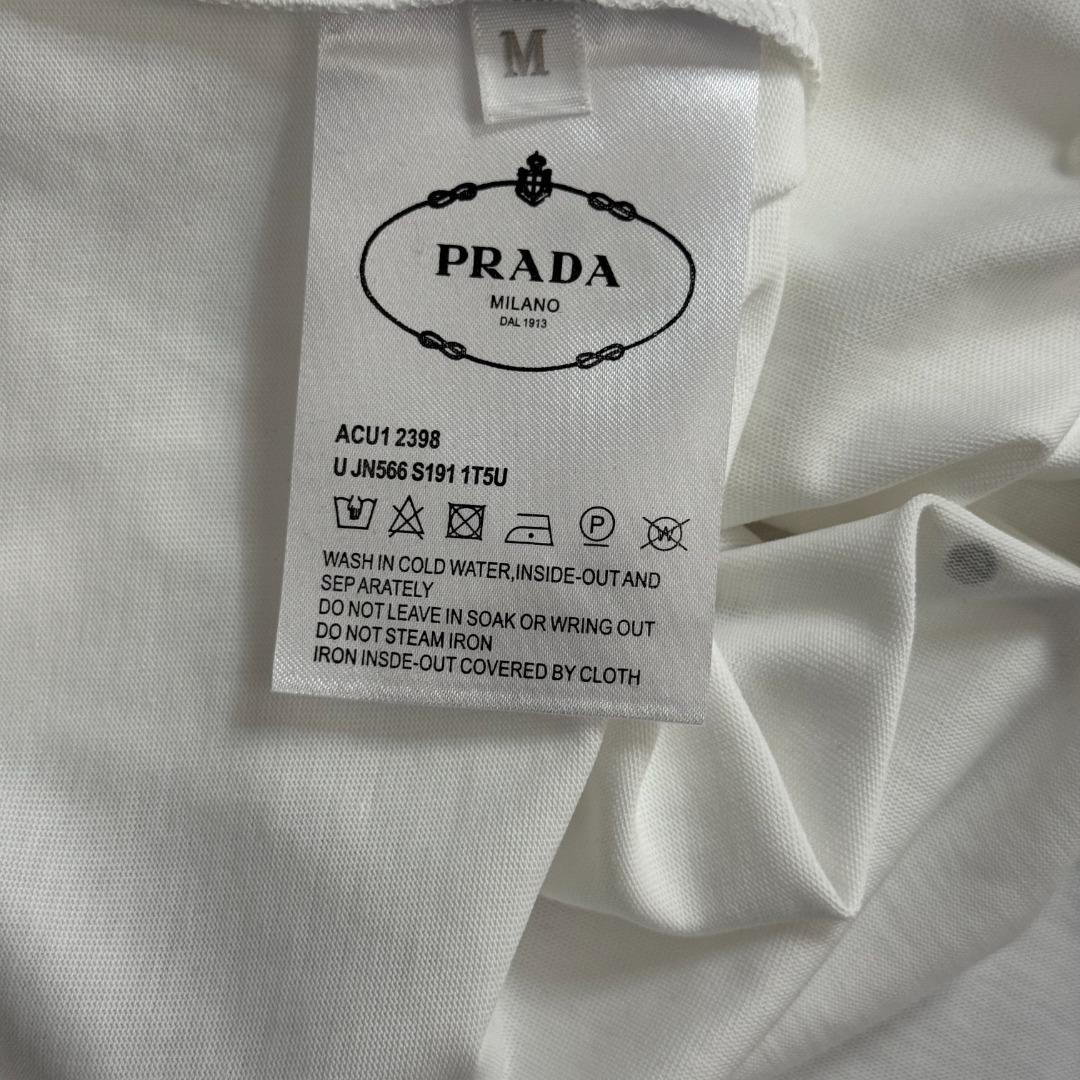 M
PRADA
MILANO
DAL 1913
ACU1 2398
U JN566 S191 1T5U
P
W
WASH IN COLD WATER,INSIDE-OUT AND
SEP ARATELY
DO NOT LEAVE IN SOAK OR WRING OUT
DO NOT STEAM IRON
IRON INSDE-OUT COVERED BY CLOTH